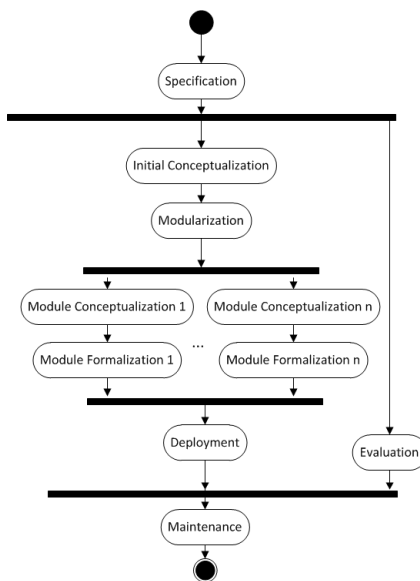 Specification
Initial Conceptualization
Modularization
Module Conceptualization 1
Module Conceptualization n
...
Module Formalization 1
Module Formalization n
Deployment
Evaluation
Maintenance